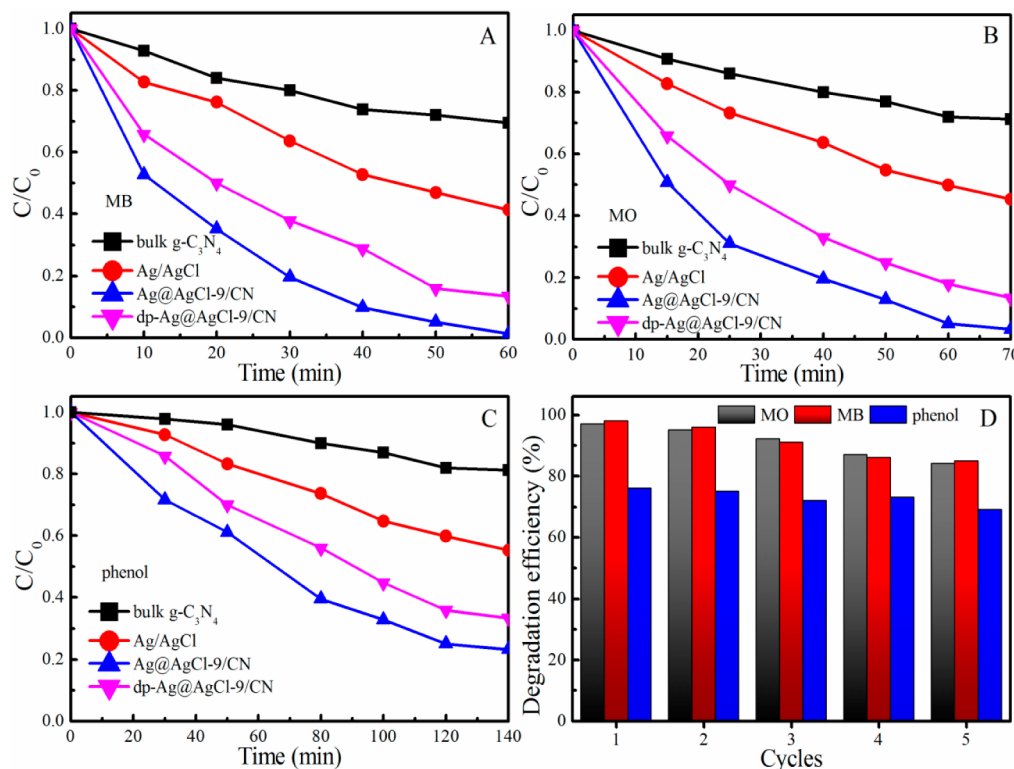 A
C/C₀
1.0
0.8
0.6
0.4
0.2
0.0
MB
bulk g-C₃N₄
Ag/AgCl
Ag@AgCl-9/CN
dp-Ag@AgCl-9/CN
0 10 20 30 40 50 60
Time (min)
B
C/C₀
1.0
0.8
0.6
0.4
0.2
0.0
MO
bulk g-C₃N₄
Ag/AgCl
Ag@AgCl-9/CN
dp-Ag@AgCl-9/CN
0 10 20 30 40 50 60 70
Time (min)
C
C/C₀
1.0
0.8
0.6
0.4
0.2
0.0
phenol
bulk g-C₃N₄
Ag/AgCl
Ag@AgCl-9/CN
dp-Ag@AgCl-9/CN
0 20 40 60 80 100 120 140
Time (min)
D
MO MB phenol
Degradation efficiency (%)
100
80
60
40
20
0
1 2 3 4 5
Cycles